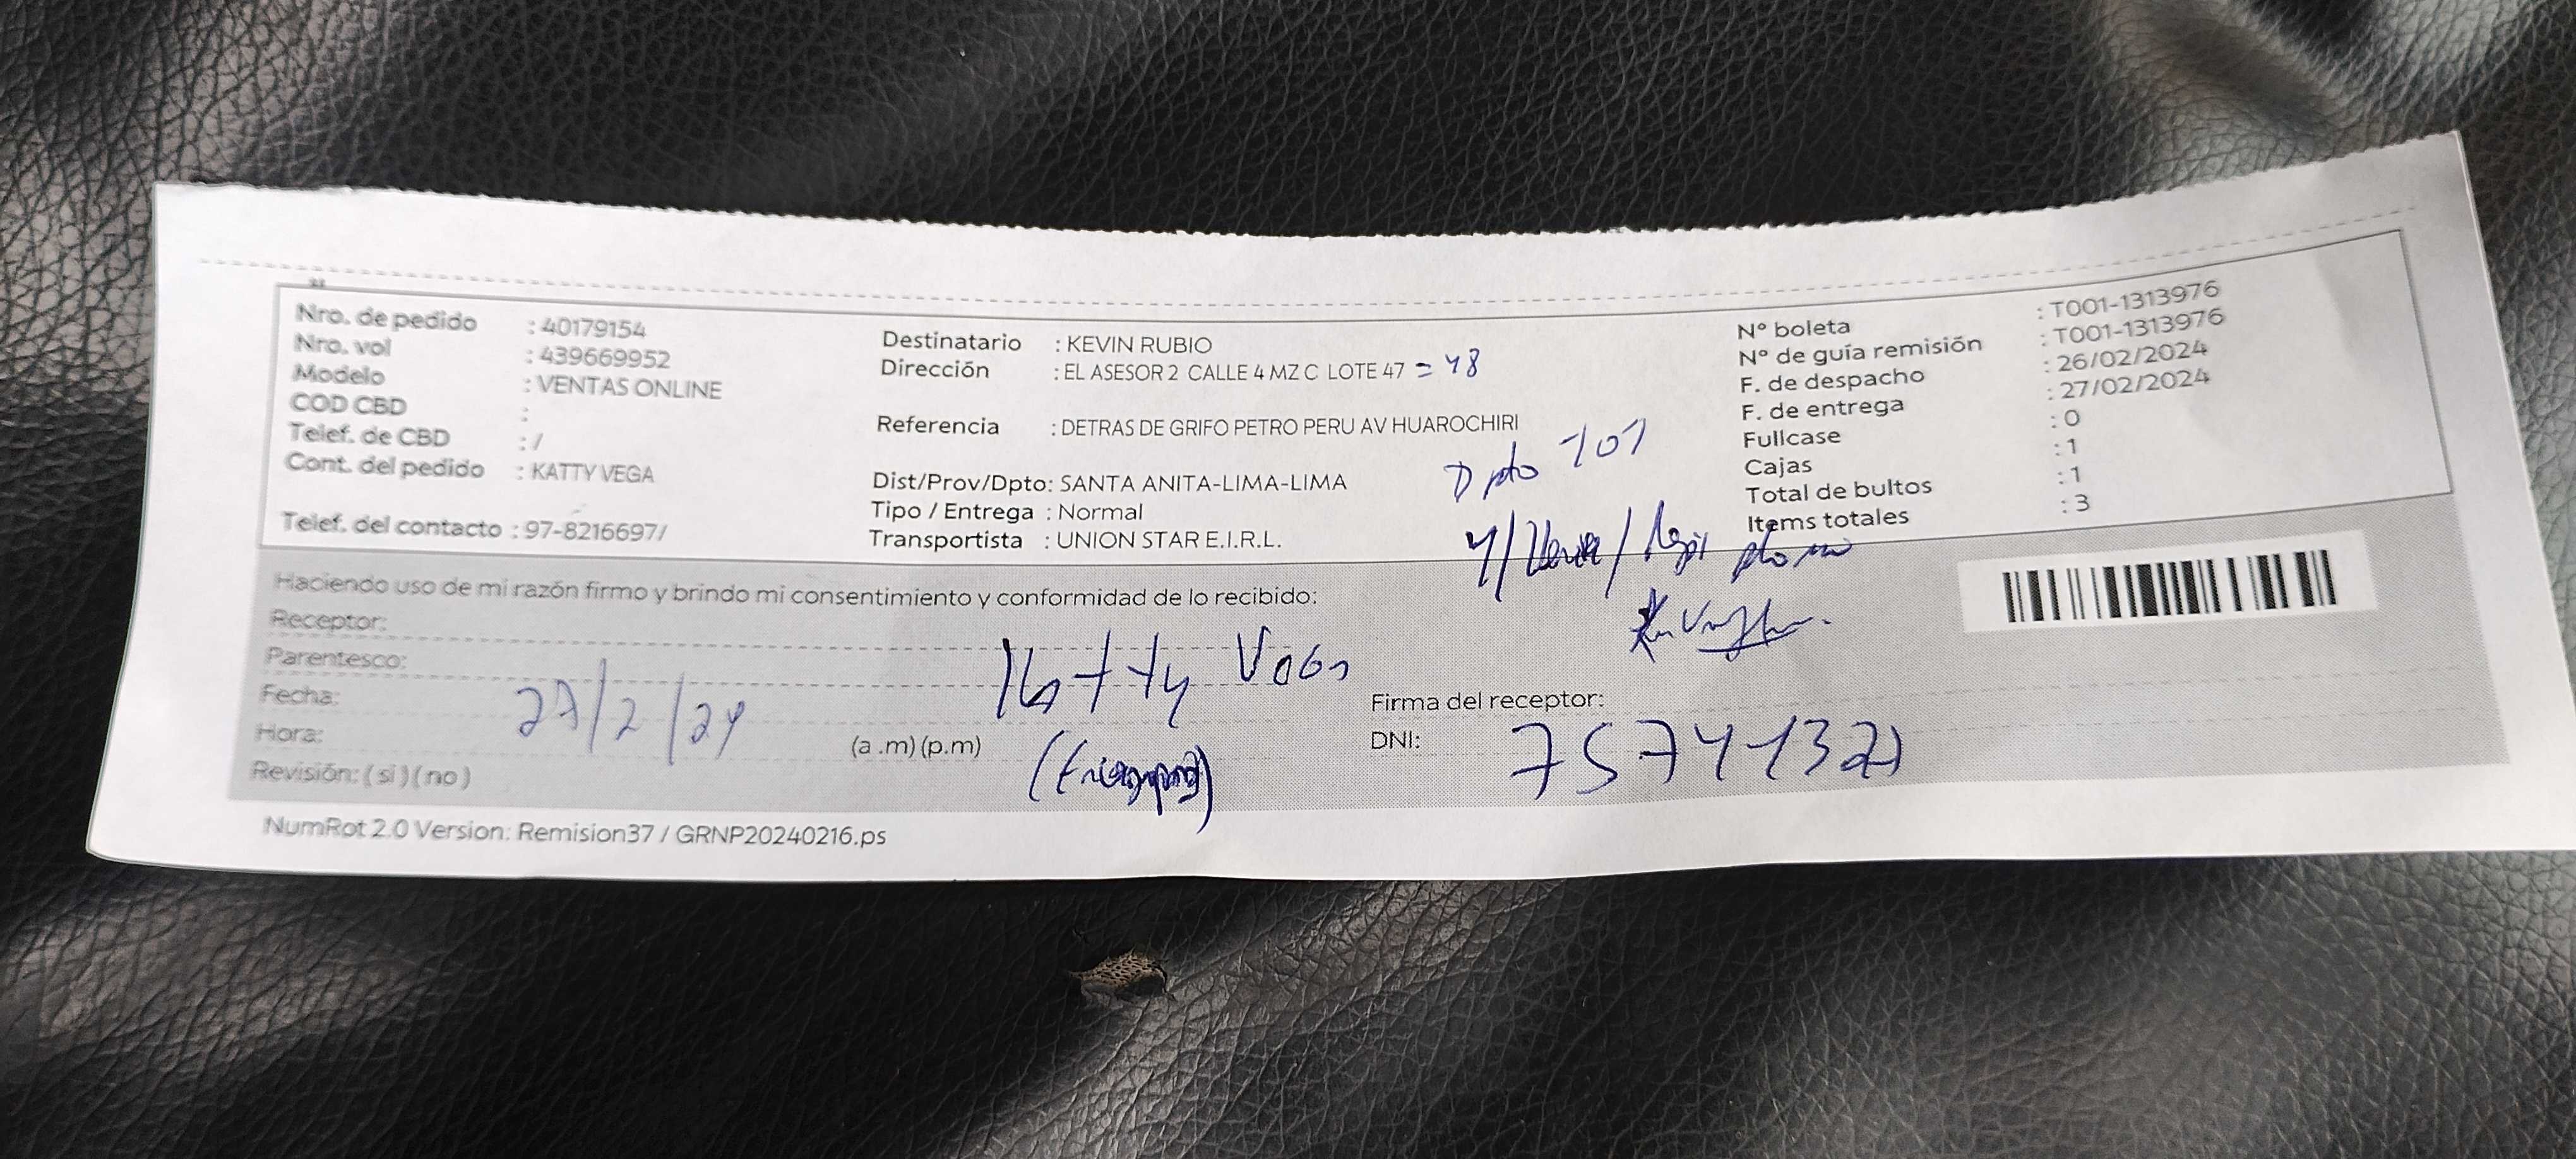 Nro. de pedido : 40179154
Nro. vol : 439669952
Modelo : VENTAS ONLINE
COD CBD :
Telef. de CBD : /
Cont. del pedido : KATTY VEGA
Telef. del contacto : 97-8216697/
Destinatario : KEVIN RUBIO
Dirección : EL ASESOR 2 CALLE 4 MZ C LOTE 47 = 48
Referencia : DETRAS DE GRIFO PETRO PERU AV HUAROCHIRI
Dpto 101
Dist/Prov/Dpto: SANTA ANITA-LIMA-LIMA
Tipo / Entrega : Normal
Transportista : UNION STAR E.I.R.L.
N° boleta : T001-1313976
N° de guía remisión : T001-1313976
F. de despacho : 26/02/2024
F. de entrega : 27/02/2024
Fullcase : 0
Cajas : 1
Total de bultos : 1
Items totales : 3
Haciendo uso de mi razón firmo y brindo mi consentimiento y conformidad de lo recibido:
Receptor:
Parentesco:
Katty
Fecha: 27/2/24
Hora: (a .m) (p.m)
Revisión: ( si ) ( no )
Firma del receptor:
DNI:
NumRot 2.0 Version: Remision37 / GRNP20240216.ps